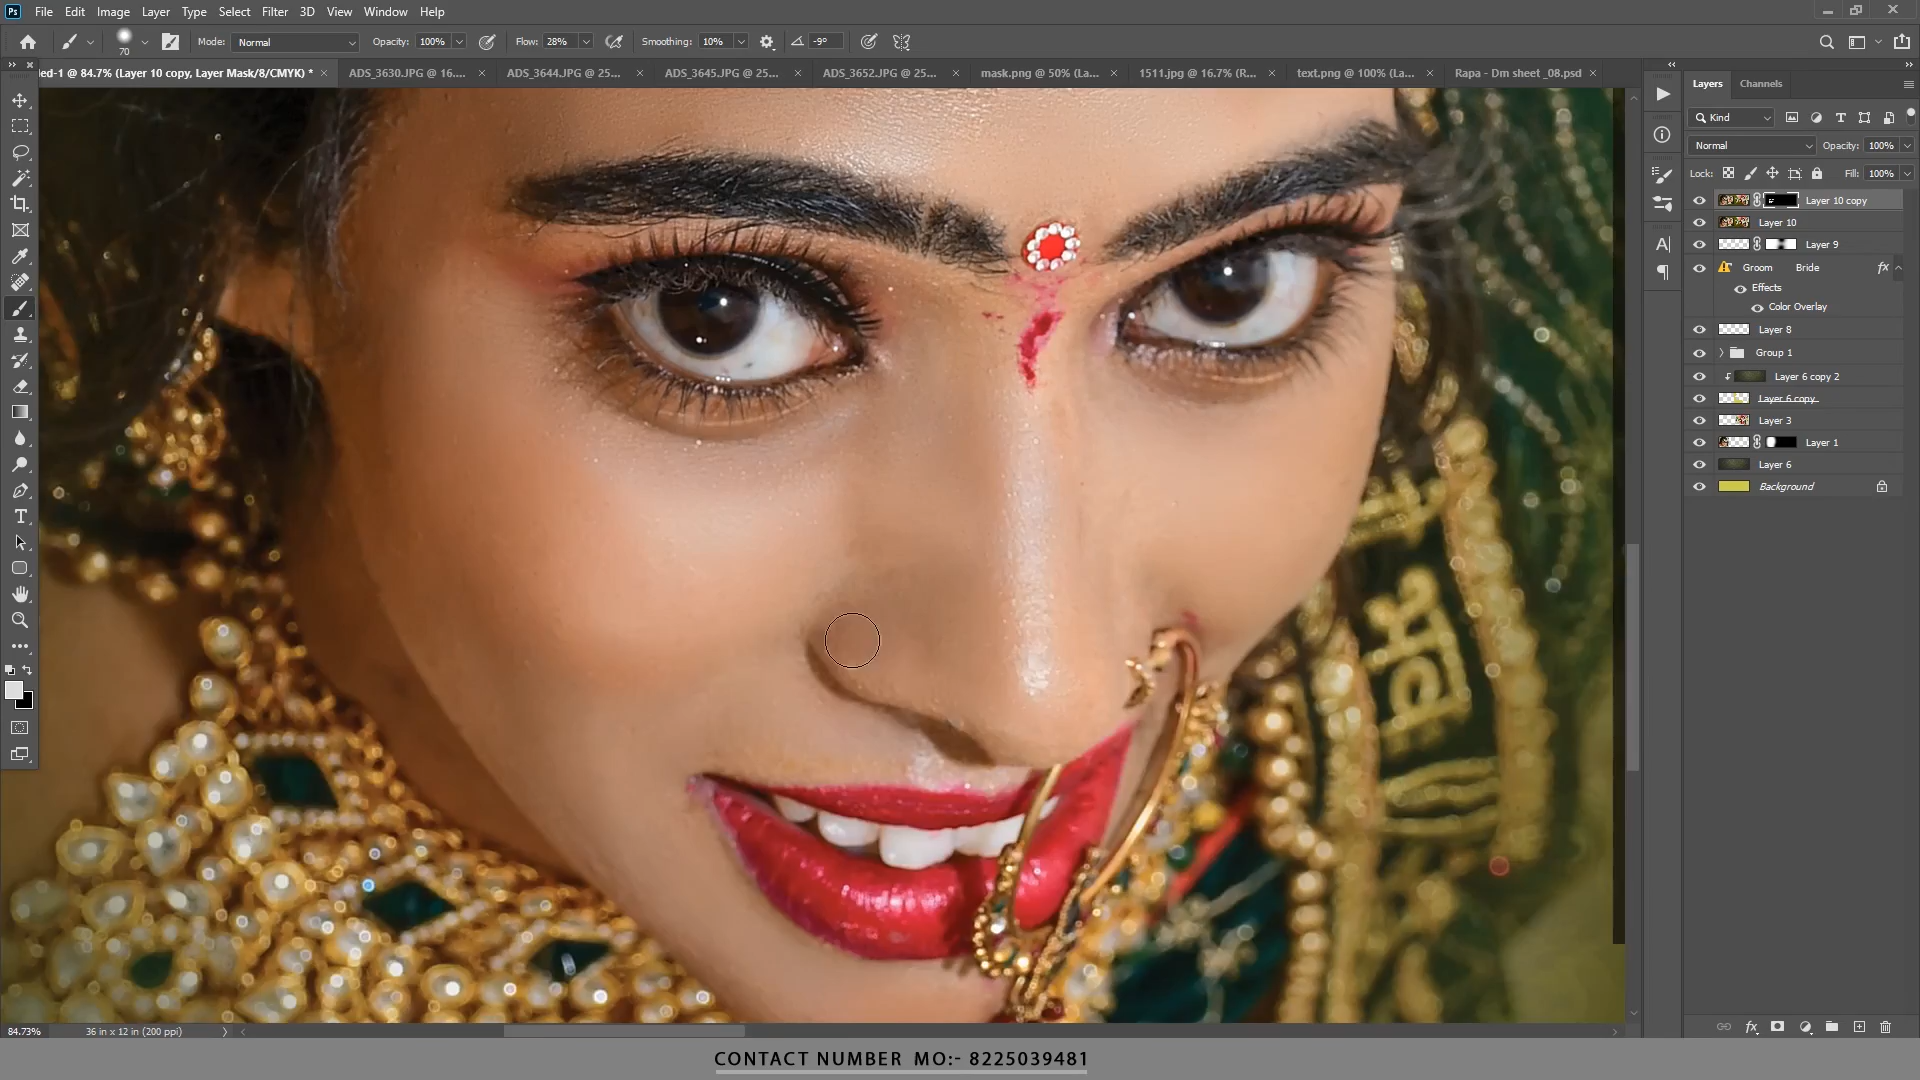 Ps File Edit Image Layer Type Select Filter 3D View Window Help
70 Mode: Normal Opacity: 100% Flow: 28% Smoothing: 10% -9°
led-1 @ 84.7% (Layer 10 copy, Layer Mask/8/CMYK) * ADS_3630.JPG @ 16.... ADS_3644.JPG @ 25... ADS_3645.JPG @ 25... ADS_3652.JPG @ 25... mask.png @ 50% (La... 1511.jpg @ 16.7% (R... text.png @ 100% (La... Rapa - Dm sheet _08.psd
Layers Channels
Kind
Normal Opacity: 100%
Lock: Fill: 100%
Layer 10 copy
Layer 10
Layer 9
Groom Bride fx
Effects
Color Overlay
Layer 8
Group 1
Layer 6 copy 2
Layer 6 copy
Layer 3
Layer 1
Layer 6
Background
84.73% 36 in x 12 in (200 ppi)
CONTACT NUMBER MO:- 8225039481